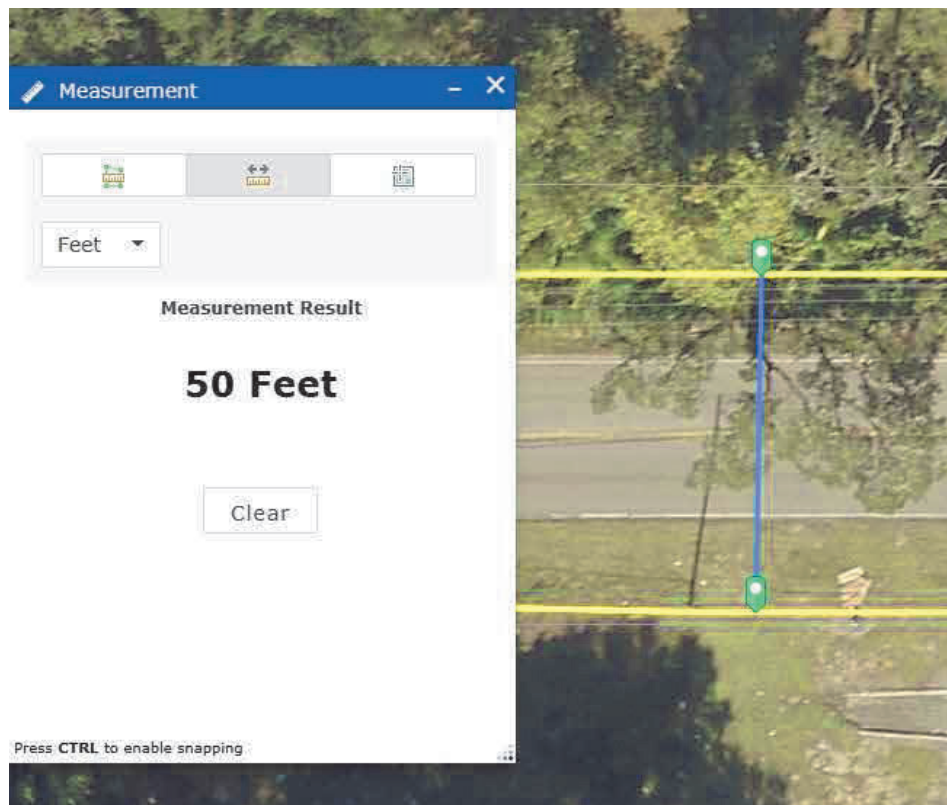 Measurement
Feet
Measurement Result
50 Feet
Clear
Press CTRL to enable snapping